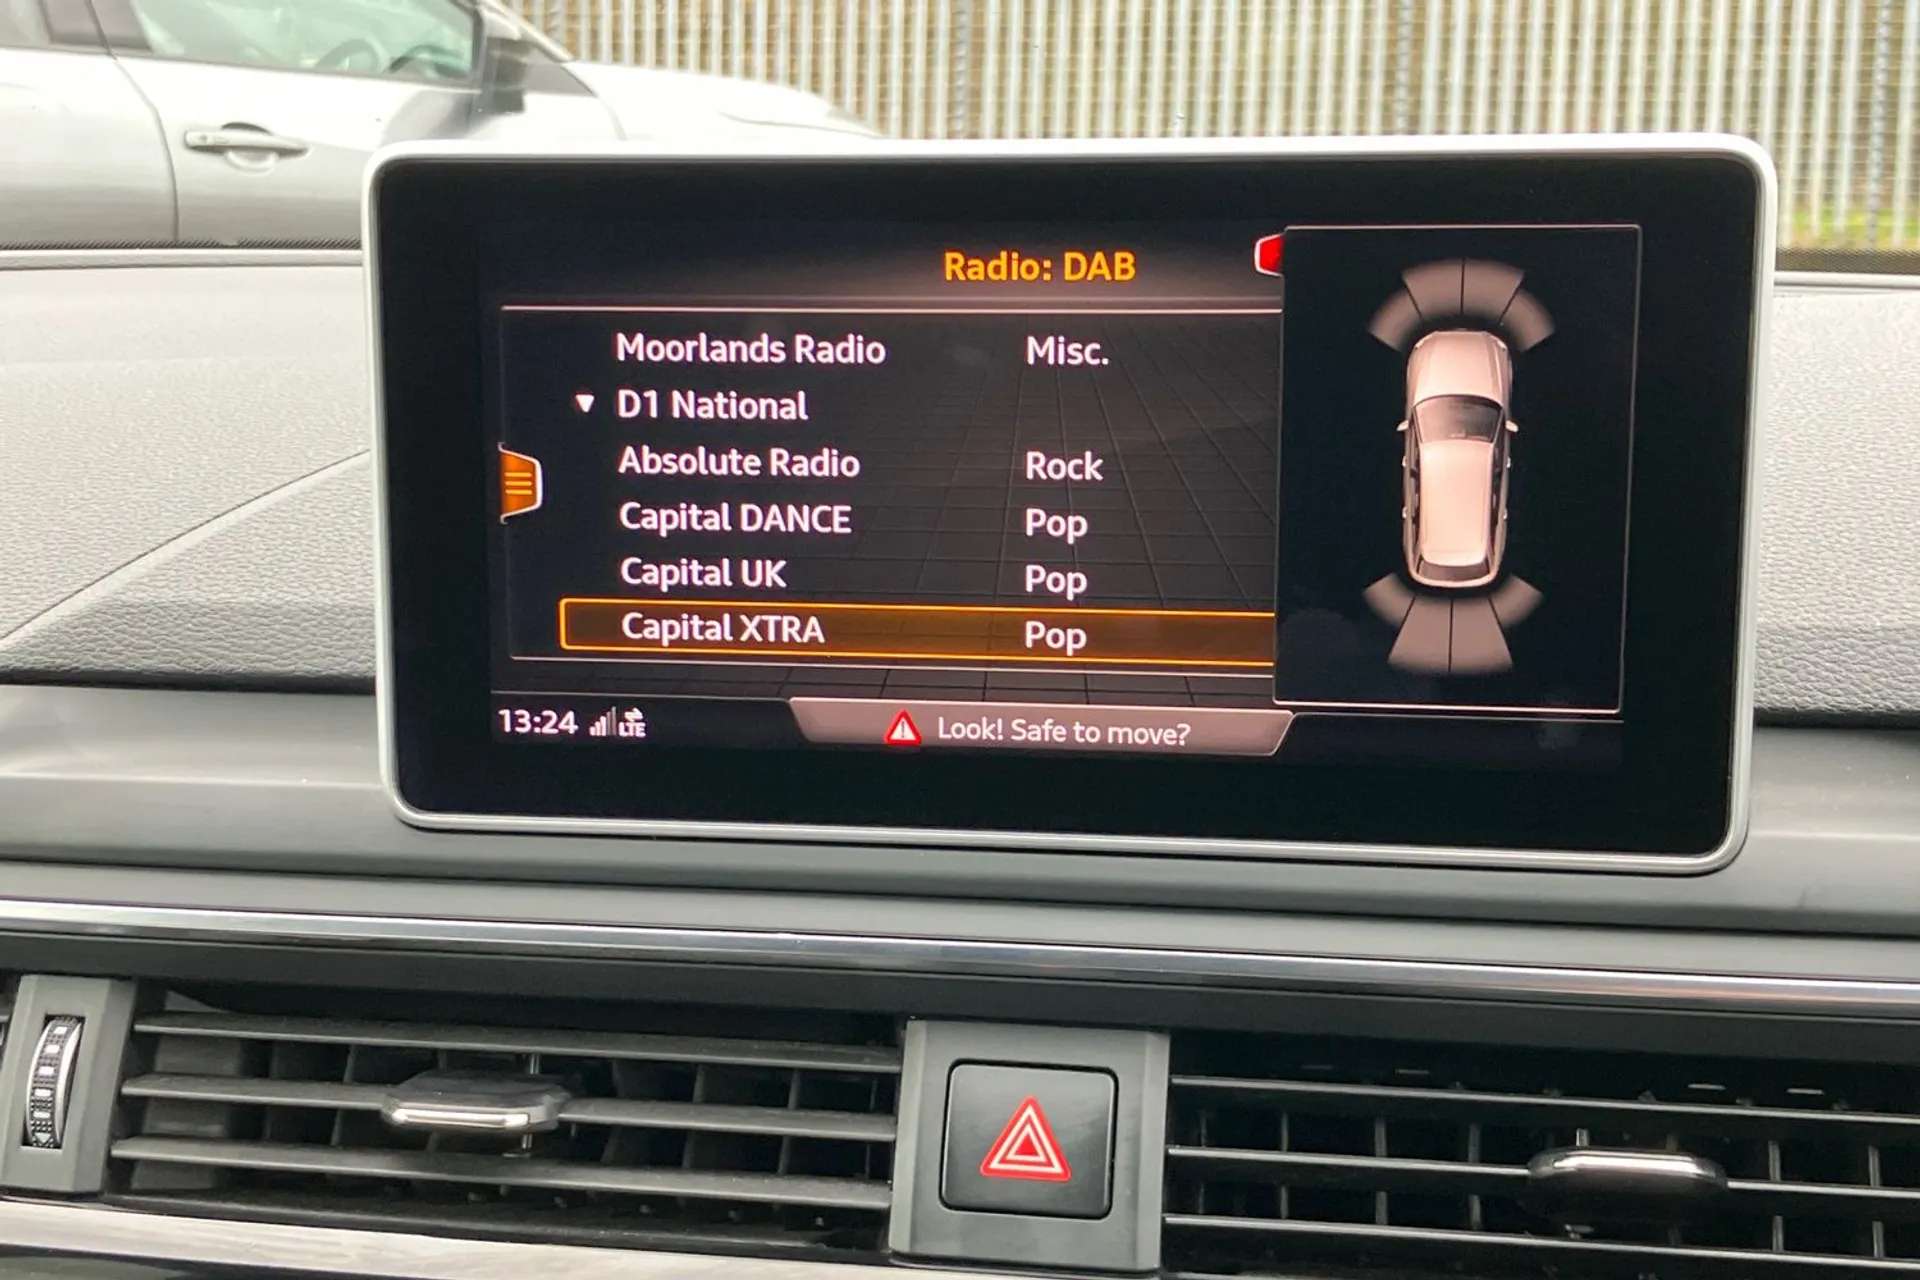 Radio: DAB
Moorlands Radio Misc.
D1 National
Absolute Radio Rock
Capital DANCE Pop
Capital UK Pop
Capital XTRA Pop
13:24 LTE Look! Safe to move?